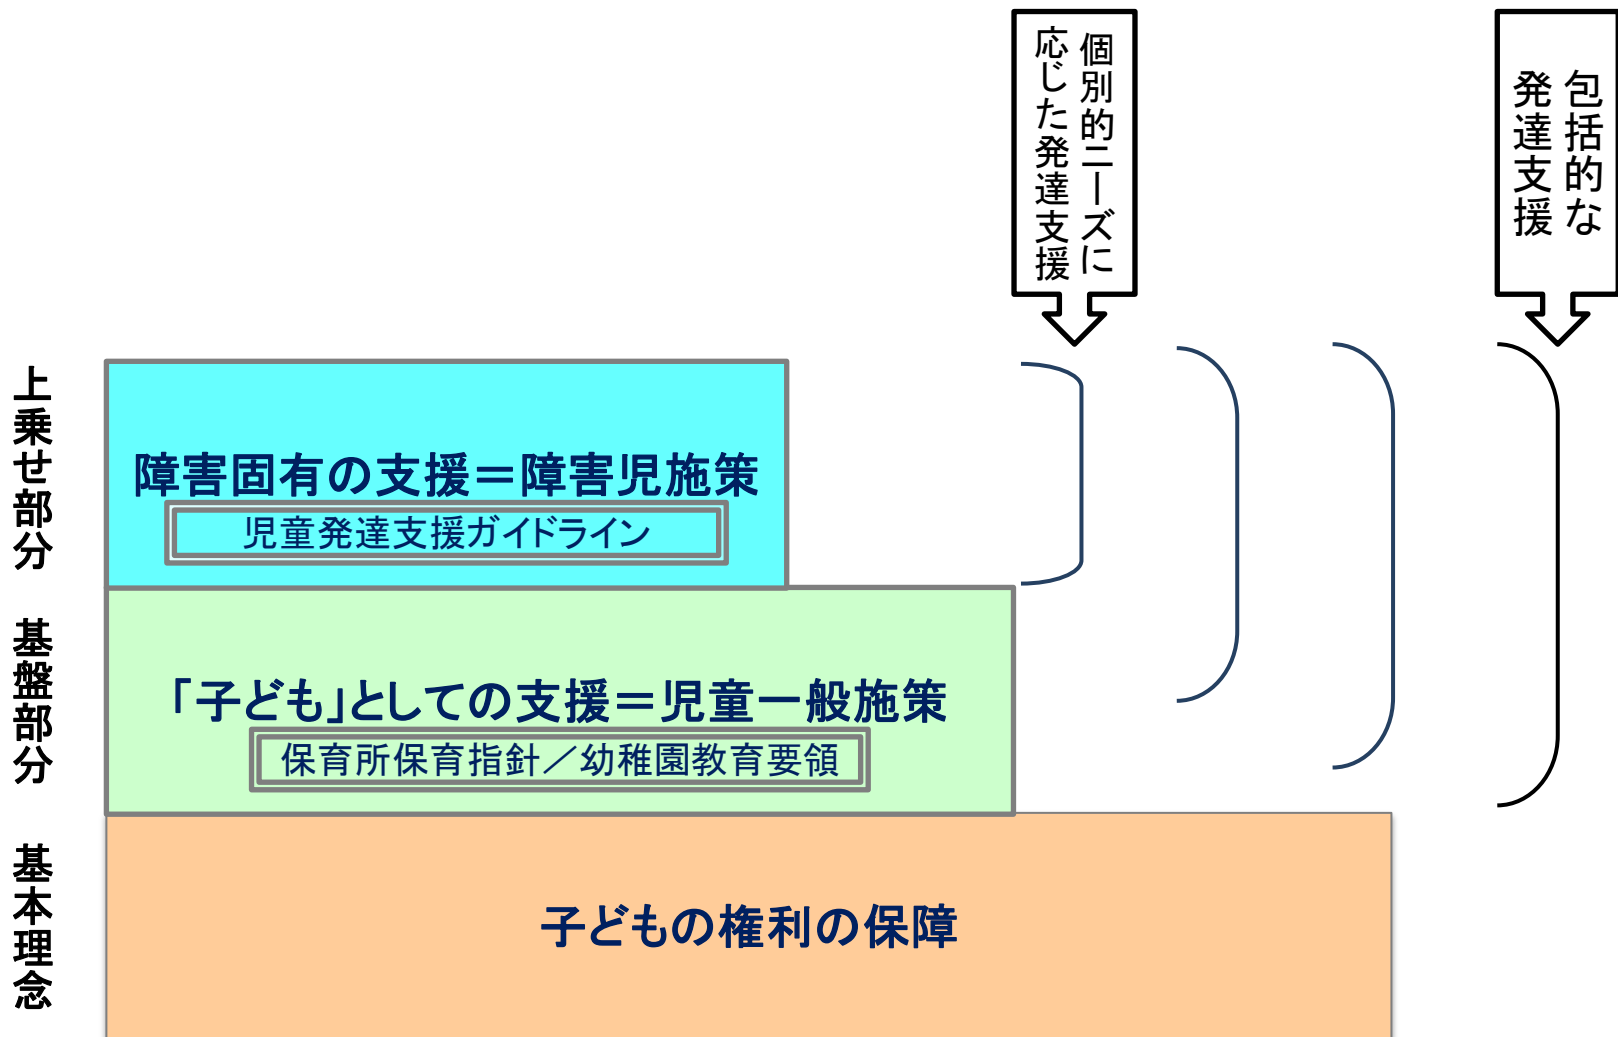 個別的ニーズに
応じた発達支援
包括的な
発達支援
上乗せ部分
障害固有の支援＝障害児施策
児童発達支援ガイドライン
基盤部分
「子ども」としての支援＝児童一般施策
保育所保育指針／幼稚園教育要領
基本理念
子どもの権利の保障